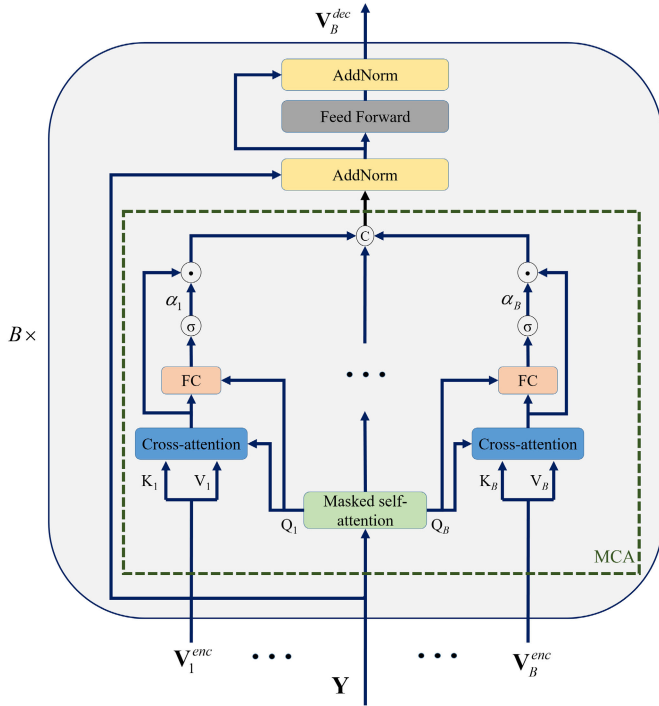 V_B^{dec}
AddNorm
Feed Forward
AddNorm
C
α_1
α_B
σ
σ
B×
FC
FC
Cross-attention
Cross-attention
K_1
V_1
K_B
V_B
Masked self-
attention
Q_1
Q_B
MCA
V_1^{enc}
V_B^{enc}
Y